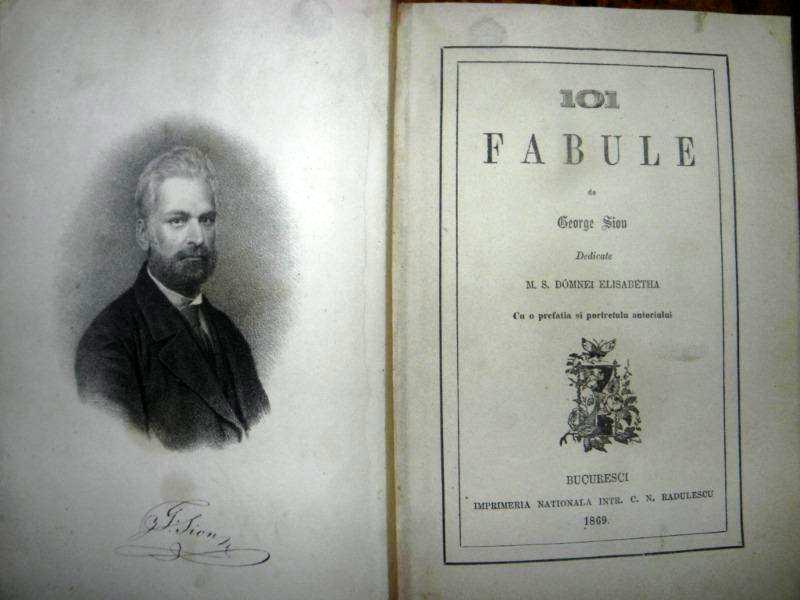 G. Sion
101
FABULE
de
George Sion
Dedicate
M. S. DÓMNEI ELISABETHA
Cu o prefatia si portretulu autoriului
BUCURESCI
IMPRIMERIA NATIONALA INTR. C. N. RADULESCU
1869.